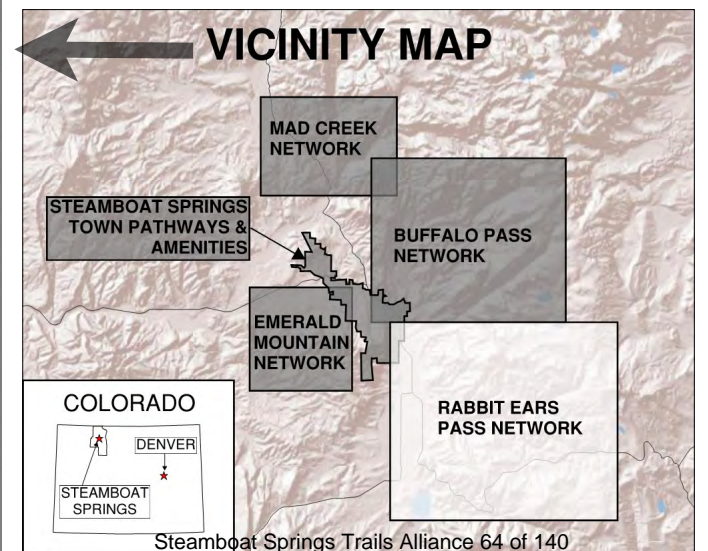 VICINITY MAP
MAD CREEK
NETWORK
STEAMBOAT SPRINGS
TOWN PATHWAYS &
AMENITIES
BUFFALO PASS
NETWORK
EMERALD
MOUNTAIN
NETWORK
RABBIT EARS
PASS NETWORK
COLORADO
DENVER
STEAMBOAT
SPRINGS
Steamboat Springs Trails Alliance 64 of 140